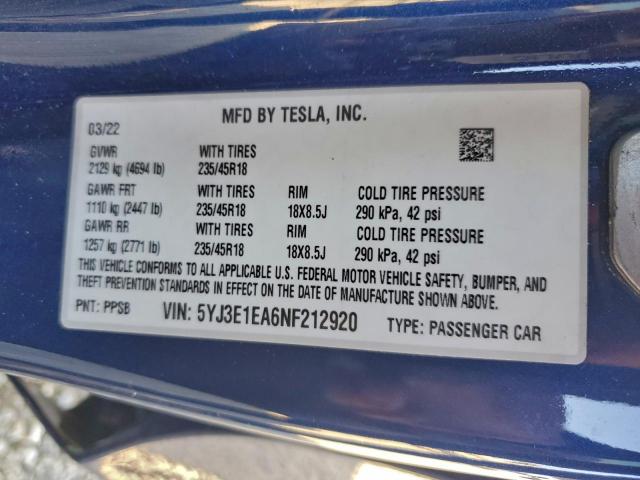 MFD BY TESLA, INC.
03/22
GVWR WITH TIRES
2129 kg (4694 lb) 235/45R18
GAWR FRT WITH TIRES RIM COLD TIRE PRESSURE
1110 kg (2447 lb) 235/45R18 18X8.5J 290 kPa, 42 psi
GAWR RR WITH TIRES RIM COLD TIRE PRESSURE
1257 kg (2771 lb) 235/45R18 18X8.5J 290 kPa, 42 psi
THIS VEHICLE CONFORMS TO ALL APPLICABLE U.S. FEDERAL MOTOR VEHICLE SAFETY, BUMPER, AND
THEFT PREVENTION STANDARDS IN EFFECT ON THE DATE OF MANUFACTURE SHOWN ABOVE.
PNT: PPSB VIN: 5YJ3E1EA6NF212920 TYPE: PASSENGER CAR